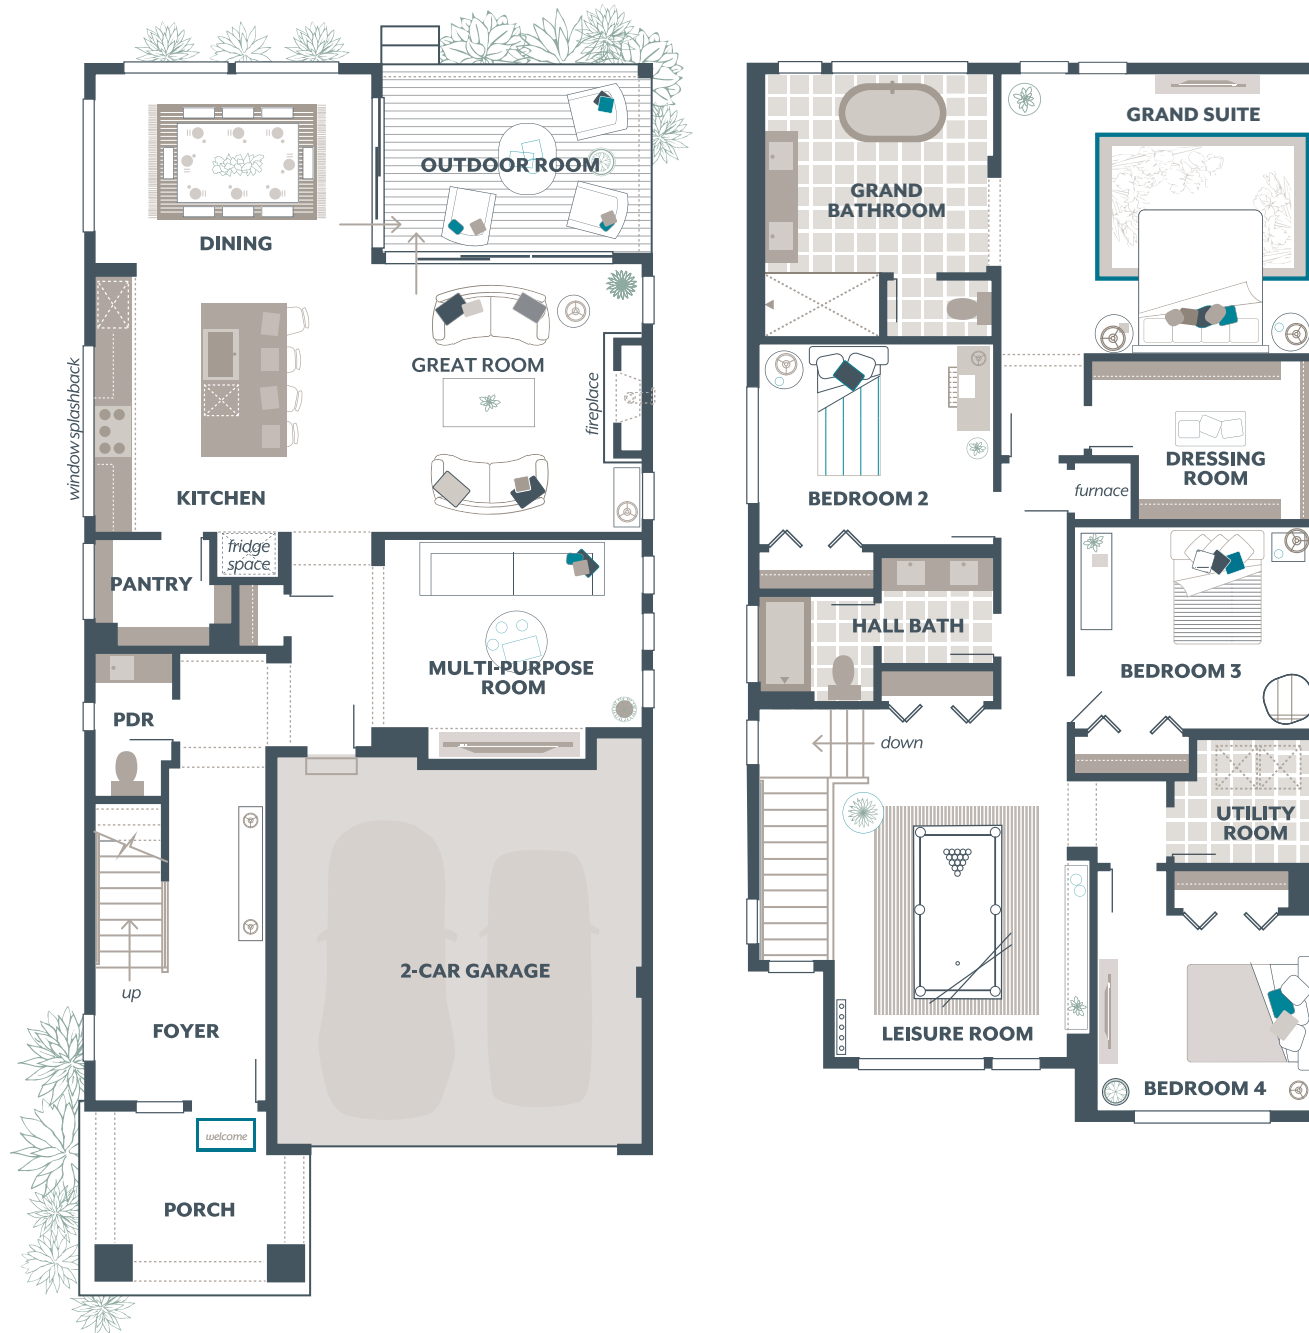 OUTDOOR ROOM
DINING
GREAT ROOM
window splashback
fireplace
KITCHEN
fridge
space
PANTRY
MULTI-PURPOSE
ROOM
PDR
2-CAR GARAGE
up
FOYER
welcome
PORCH
GRAND SUITE
GRAND
BATHROOM
DRESSING
ROOM
furnace
BEDROOM 2
HALL BATH
BEDROOM 3
down
UTILITY
ROOM
LEISURE ROOM
BEDROOM 4